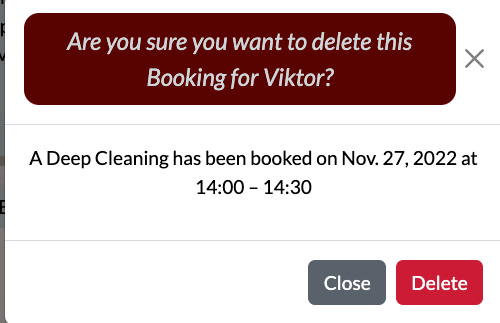 Are you sure you want to delete this
Booking for Viktor?
A Deep Cleaning has been booked on Nov. 27, 2022 at
14:00 – 14:30
Close
Delete